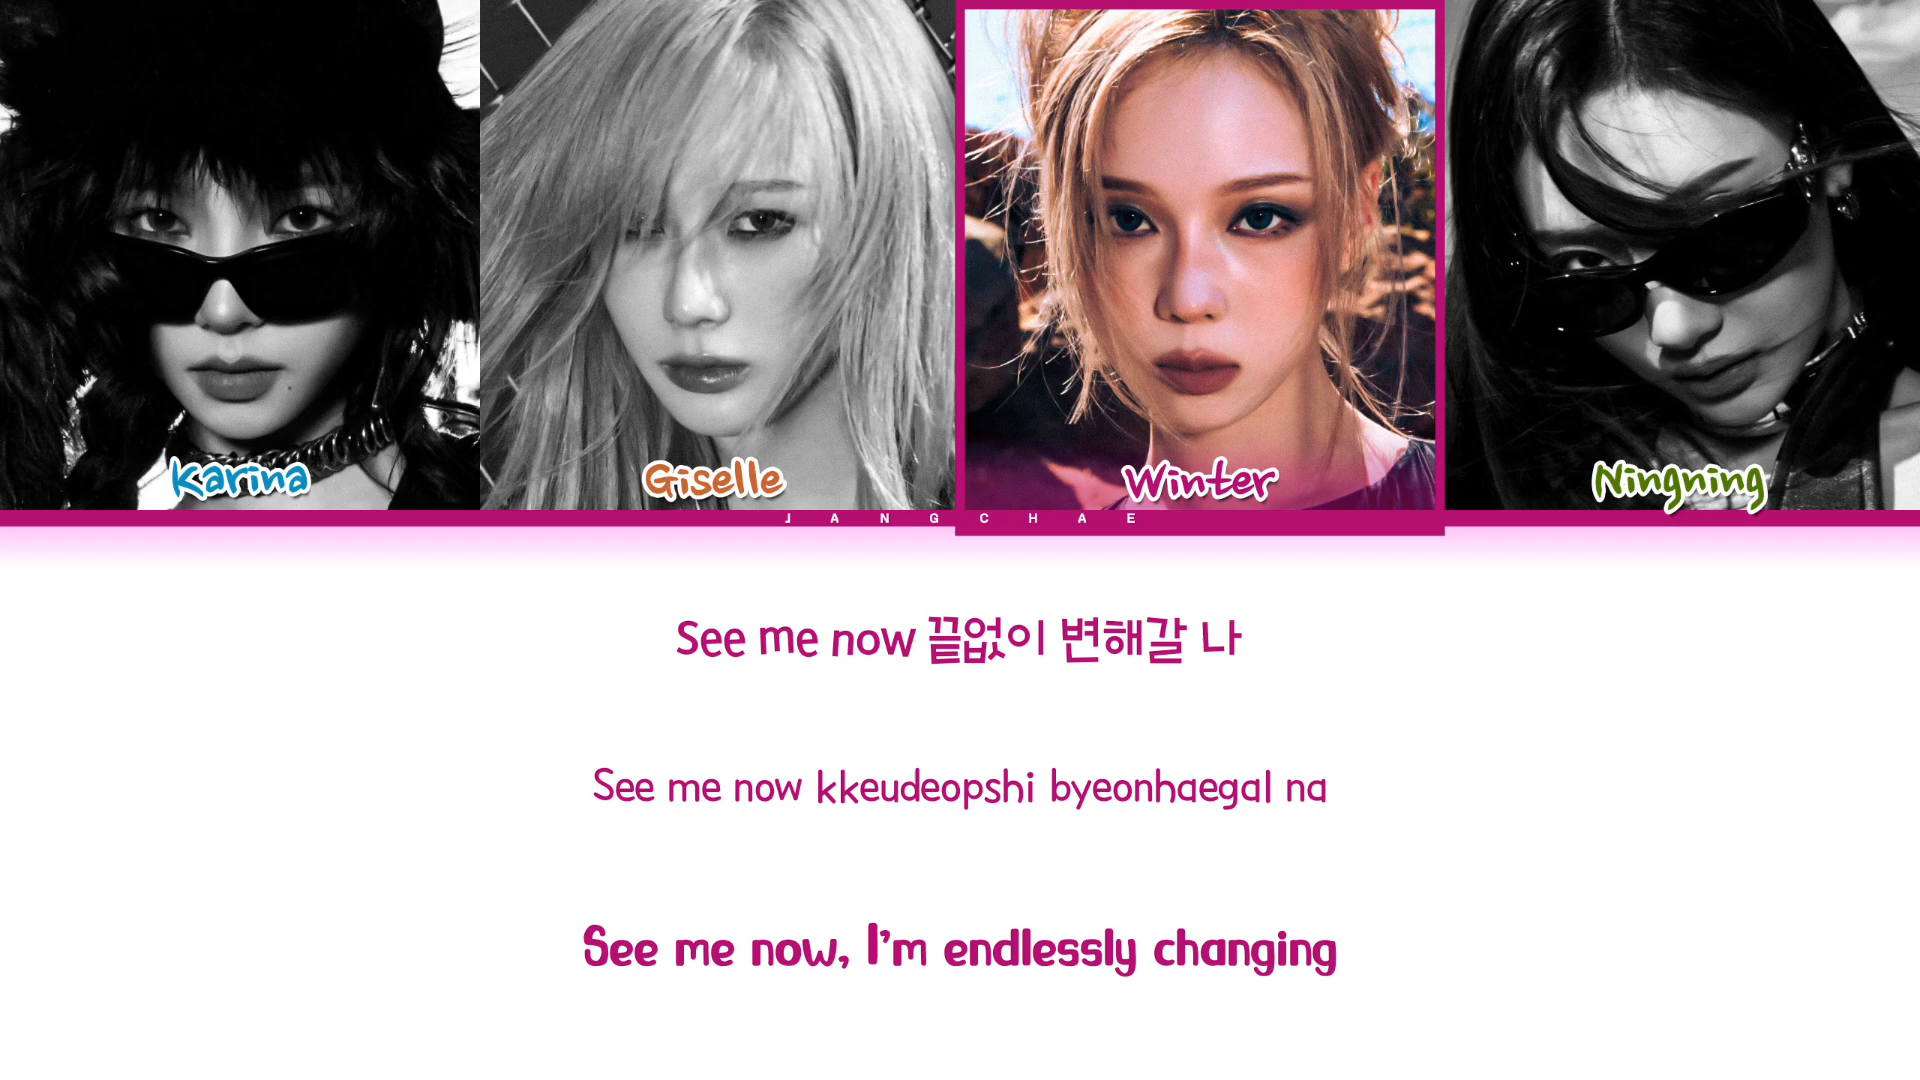 Karina
Giselle
Winter
Ningning
JANGCHAE
See me now 끝없이 변해갈 나
See me now kkeudeopshi byeonhaegal na
See me now, I'm endlessly changing